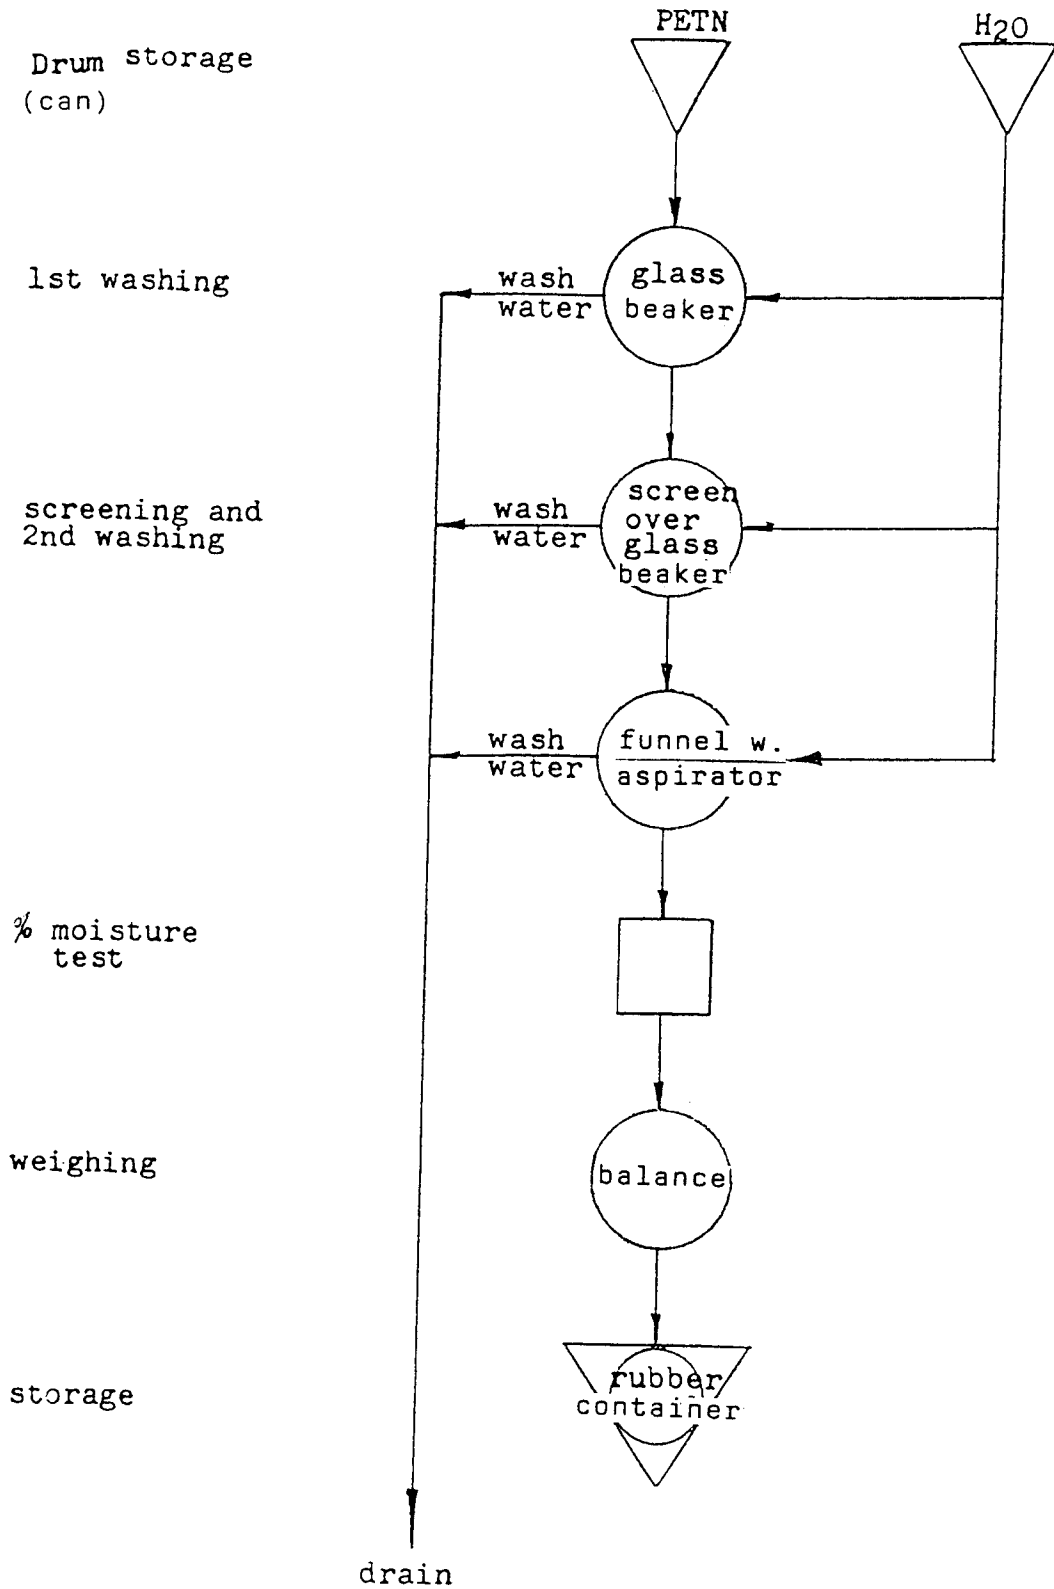 PETN
H2O
Drum storage
(can)
1st washing
wash
water
glass
beaker
screening and
2nd washing
wash
water
screen
over
glass
beaker
wash
water
funnel w.
aspirator
% moisture
test
weighing
balance
storage
rubber
container
drain